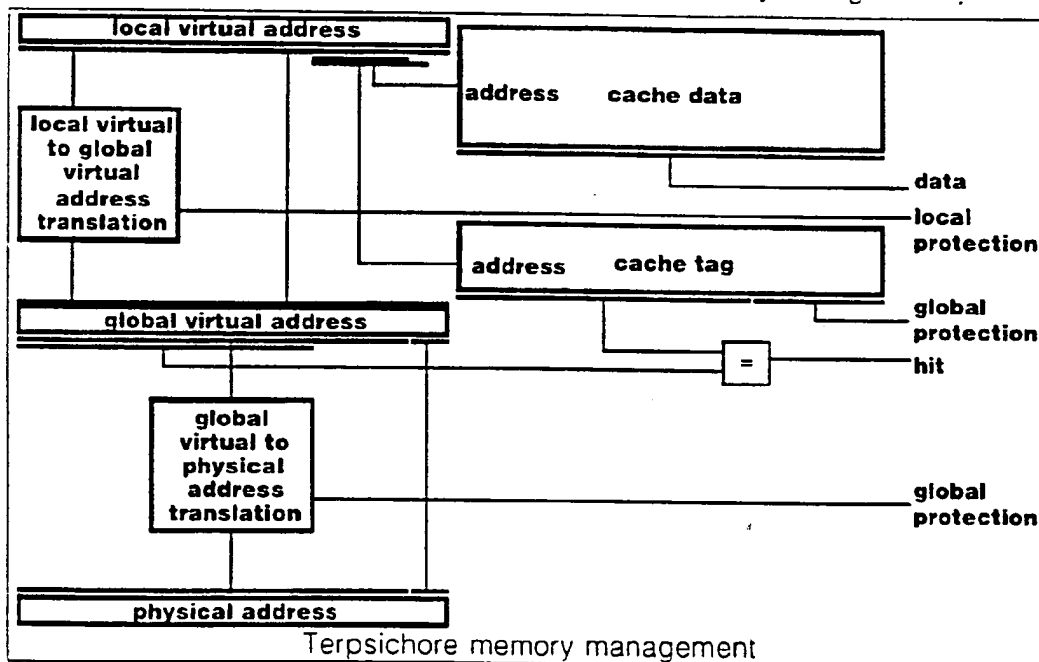 local virtual address
address cache data
local virtual
to global
virtual
address
translation
data
local
protection
address cache tag
global virtual address
global
protection
=
hit
global
virtual to
physical
address
translation
global
protection
physical address
Terpsichore memory management